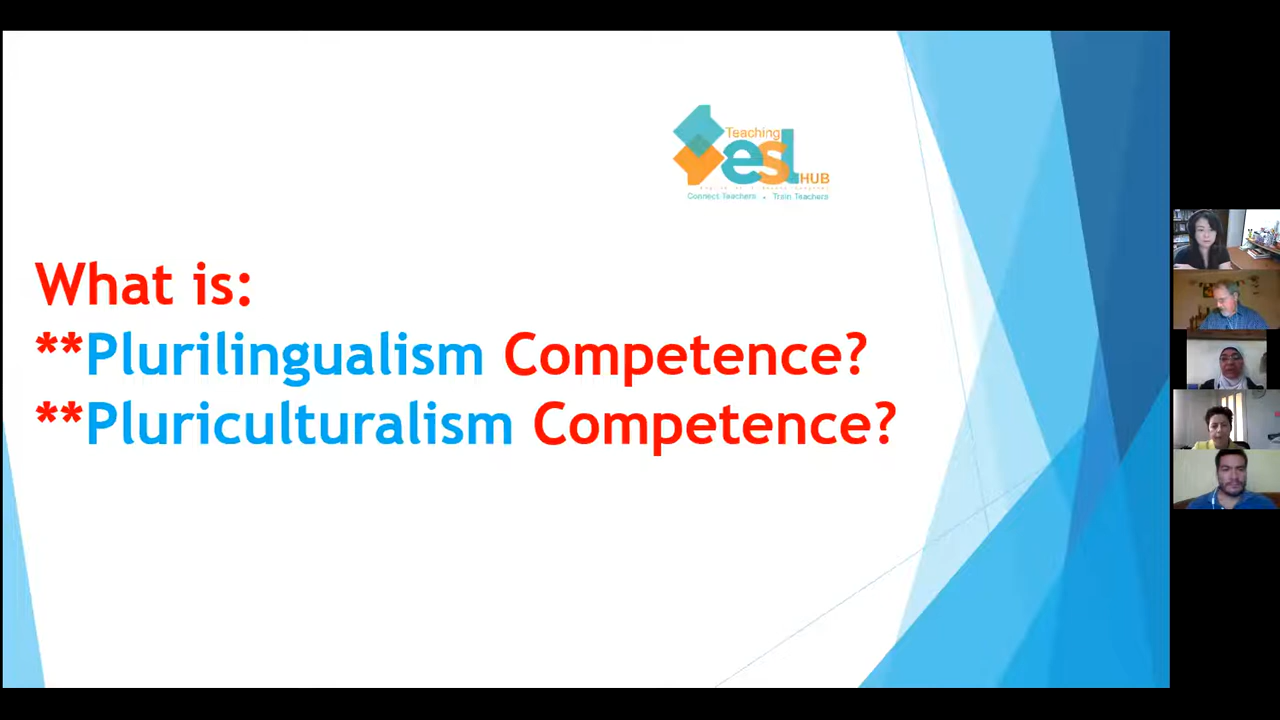 Teaching
esl
HUB
Connect Teachers . Train Teachers
What is:
**Plurilingualism Competence?
**Pluriculturalism Competence?